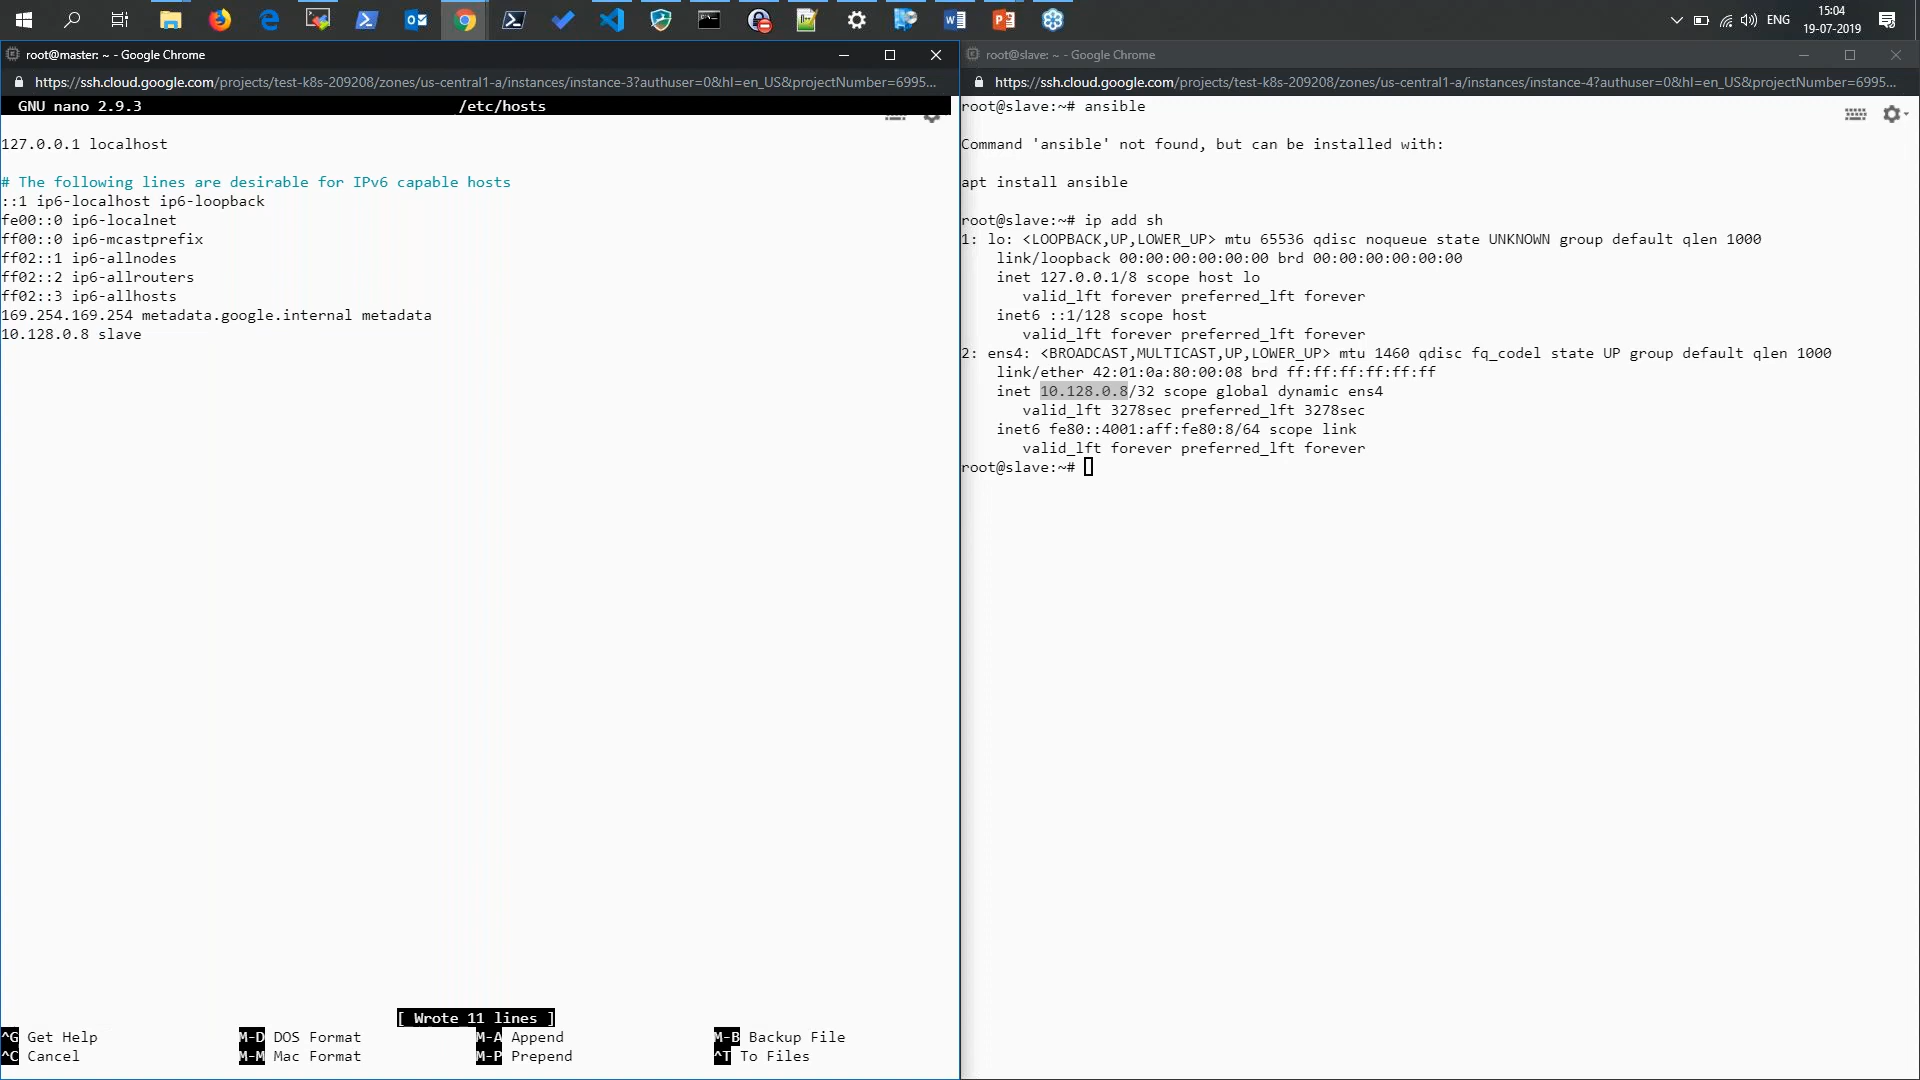 ENG
15:04
19-07-2019
root@master: ~ - Google Chrome
https://ssh.cloud.google.com/projects/test-k8s-209208/zones/us-central1-a/instances/instance-3?authuser=0&hl=en_US&projectNumber=6995...
GNU nano 2.9.3 /etc/hosts
127.0.0.1 localhost
# The following lines are desirable for IPv6 capable hosts
::1 ip6-localhost ip6-loopback
fe00::0 ip6-localnet
ff00::0 ip6-mcastprefix
ff02::1 ip6-allnodes
ff02::2 ip6-allrouters
ff02::3 ip6-allhosts
169.254.169.254 metadata.google.internal metadata
10.128.0.8 slave
[ Wrote 11 lines ]
^G Get Help M-D DOS Format M-A Append M-B Backup File
^C Cancel M-M Mac Format M-P Prepend ^T To Files
root@slave: ~ - Google Chrome
https://ssh.cloud.google.com/projects/test-k8s-209208/zones/us-central1-a/instances/instance-4?authuser=0&hl=en_US&projectNumber=6995...
root@slave:~# ansible
Command 'ansible' not found, but can be installed with:
apt install ansible
root@slave:~# ip add sh
1: lo: <LOOPBACK,UP,LOWER_UP> mtu 65536 qdisc noqueue state UNKNOWN group default qlen 1000
link/loopback 00:00:00:00:00:00 brd 00:00:00:00:00:00
inet 127.0.0.1/8 scope host lo
valid_lft forever preferred_lft forever
inet6 ::1/128 scope host
valid_lft forever preferred_lft forever
2: ens4: <BROADCAST,MULTICAST,UP,LOWER_UP> mtu 1460 qdisc fq_codel state UP group default qlen 1000
link/ether 42:01:0a:80:00:08 brd ff:ff:ff:ff:ff:ff
inet 10.128.0.8/32 scope global dynamic ens4
valid_lft 3278sec preferred_lft 3278sec
inet6 fe80::4001:aff:fe80:8/64 scope link
valid_lft forever preferred_lft forever
root@slave:~#